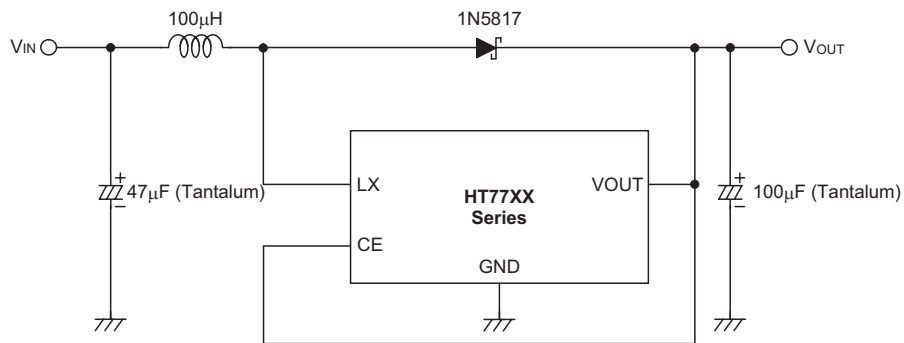 100μH
1N5817
VIN
VOUT
+
47μF (Tantalum)
−
LX
HT77XX
Series
VOUT
CE
GND
+
100μF (Tantalum)
−